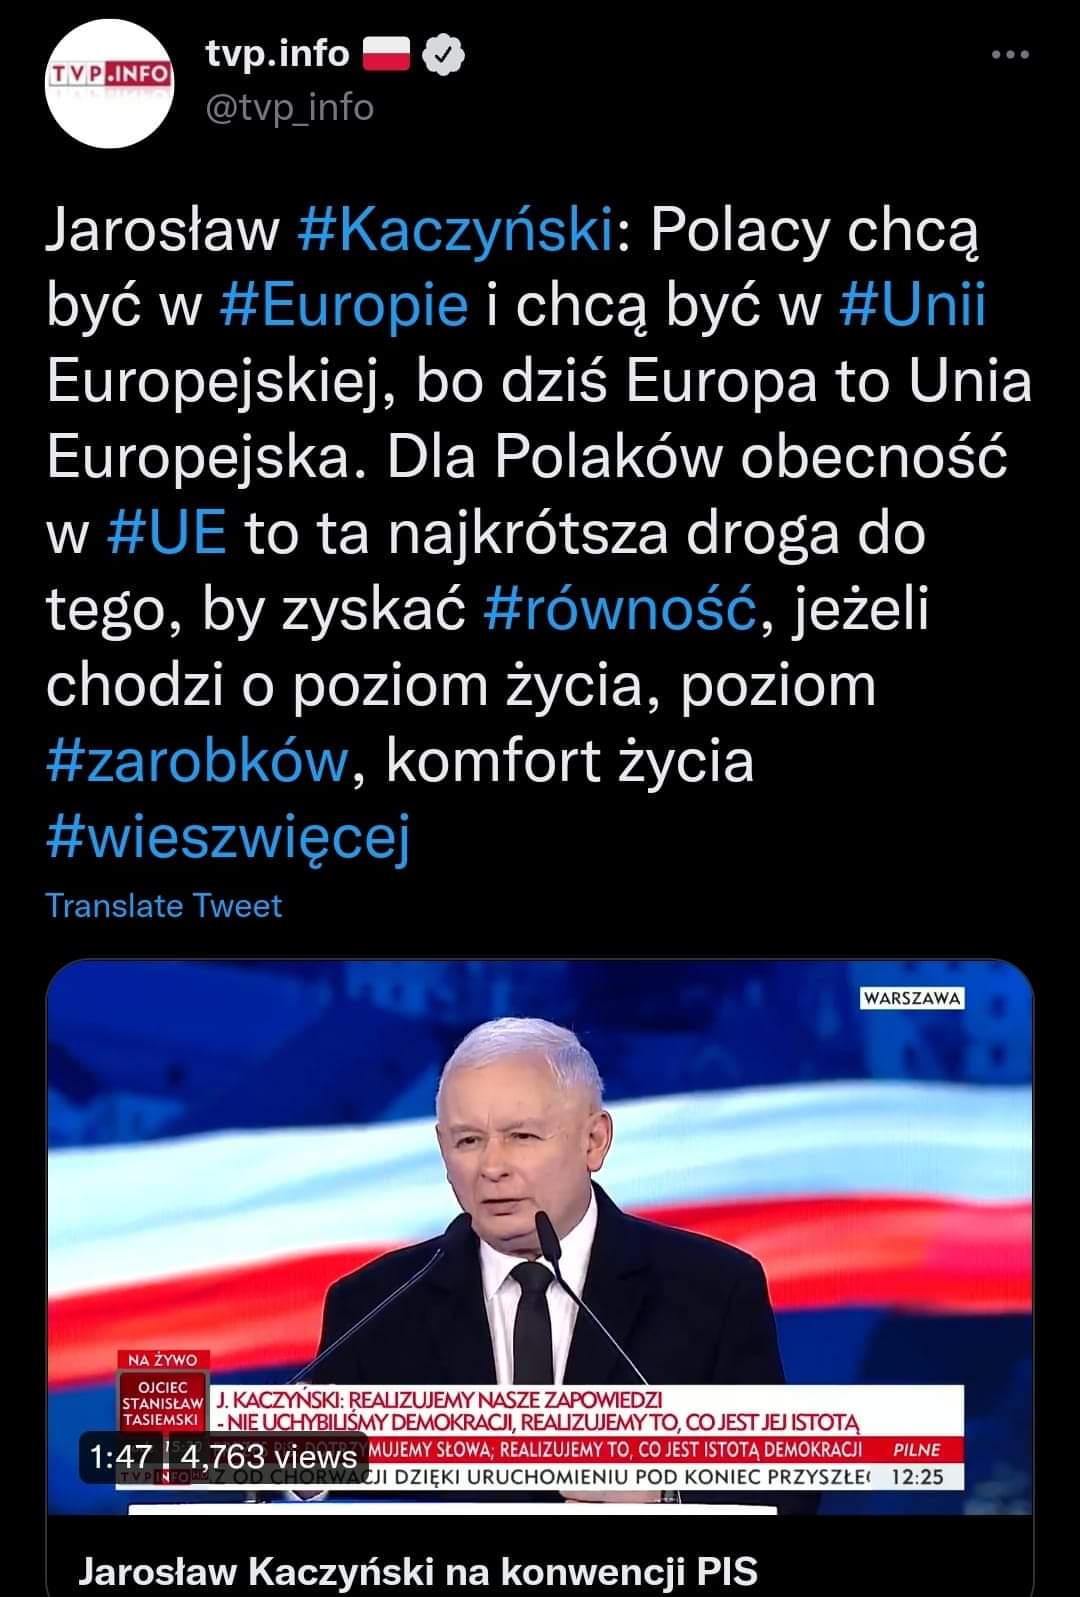 TVP.INFO
tvp.info
@tvp_info
Jarosław #Kaczyński: Polacy chcą
być w #Europie i chcą być w #Unii
Europejskiej, bo dziś Europa to Unia
Europejska. Dla Polaków obecność
w #UE to ta najkrótsza droga do
tego, by zyskać #równość, jeżeli
chodzi o poziom życia, poziom
#zarobków, komfort życia
#wieszwięcej
Translate Tweet
WARSZAWA
NA ŻYWO
OJCIEC
STANISŁAW
TASIEMSKI
J. KACZYŃSKI: REALIZUJEMY NASZE ZAPOWIEDZI
- NIE UCHYBILIŚMY DEMOKRACJI, REALIZUJEMY TO, CO JEST JEJ ISTOTĄ
MUJEMY SŁOWA; REALIZUJEMY TO, CO JEST ISTOTĄ DEMOKRACJI PILNE
1:47 4,763 views
TVP INFO HD Z OD CHORWACJI DZIĘKI URUCHOMIENIU POD KONIEC PRZYSZŁE 12:25
Jarosław Kaczyński na konwencji PIS